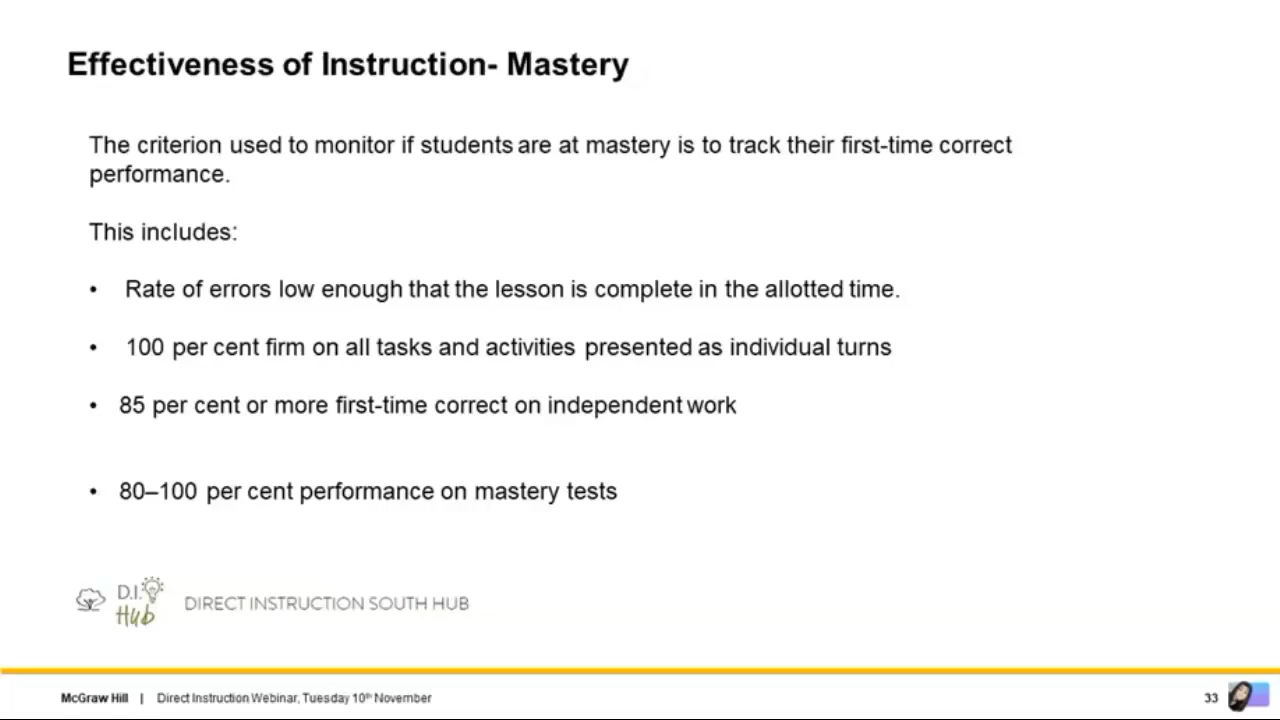 Effectiveness of Instruction- Mastery
The criterion used to monitor if students are at mastery is to track their first-time correct
performance.
This includes:
• Rate of errors low enough that the lesson is complete in the allotted time.
• 100 per cent firm on all tasks and activities presented as individual turns
• 85 per cent or more first-time correct on independent work
• 80–100 per cent performance on mastery tests
D.I. Hub
DIRECT INSTRUCTION SOUTH HUB
McGraw Hill | Direct Instruction Webinar, Tuesday 10th November
33